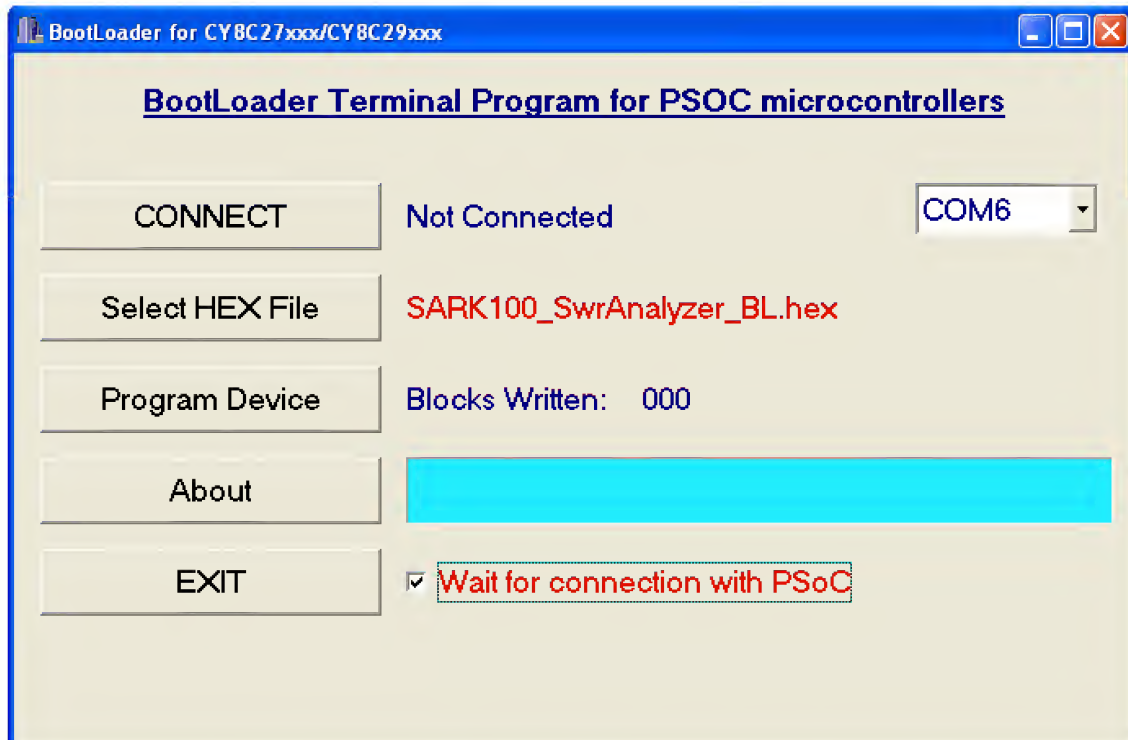 BootLoader for CY8C27xxx/CY8C29xxx
BootLoader Terminal Program for PSOC microcontrollers
CONNECT Not Connected COM6
Select HEX File SARK100_SwrAnalyzer_BL.hex
Program Device Blocks Written: 000
About
EXIT Wait for connection with PSoC